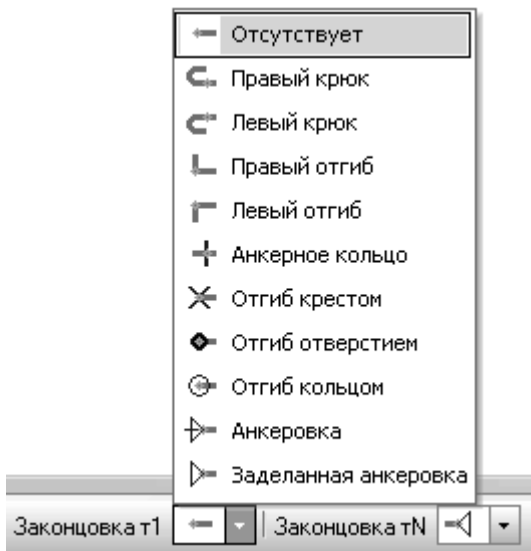 Отсутствует
Правый крюк
Левый крюк
Правый отгиб
Левый отгиб
Анкерное кольцо
Отгиб крестом
Отгиб отверстием
Отгиб кольцом
Анкеровка
Заделанная анкеровка
Законцовка т1 Законцовка тN